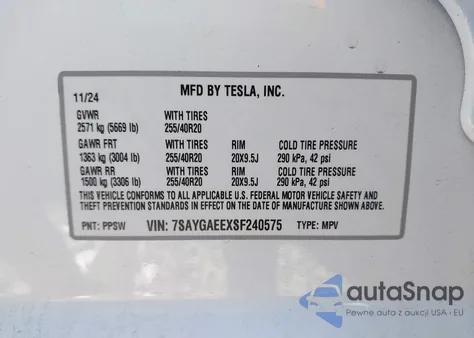 MFD BY TESLA, INC.
11/24
GVWR WITH TIRES
2571 kg (5669 lb) 255/40R20
GAWR FRT WITH TIRES RIM COLD TIRE PRESSURE
1363 kg (3004 lb) 255/40R20 20X9.5J 290 kPa, 42 psi
GAWR RR WITH TIRES RIM COLD TIRE PRESSURE
1500 kg (3306 lb) 255/40R20 20X9.5J 290 kPa, 42 psi
THIS VEHICLE CONFORMS TO ALL APPLICABLE U.S. FEDERAL MOTOR VEHICLE SAFETY AND
THEFT PREVENTION STANDARDS IN EFFECT ON THE DATE OF MANUFACTURE SHOWN ABOVE.
PNT: PPSW VIN: 7SAYGAEEXSF240575 TYPE: MPV
autoSnap
Pewne auta z aukcji USA i EU